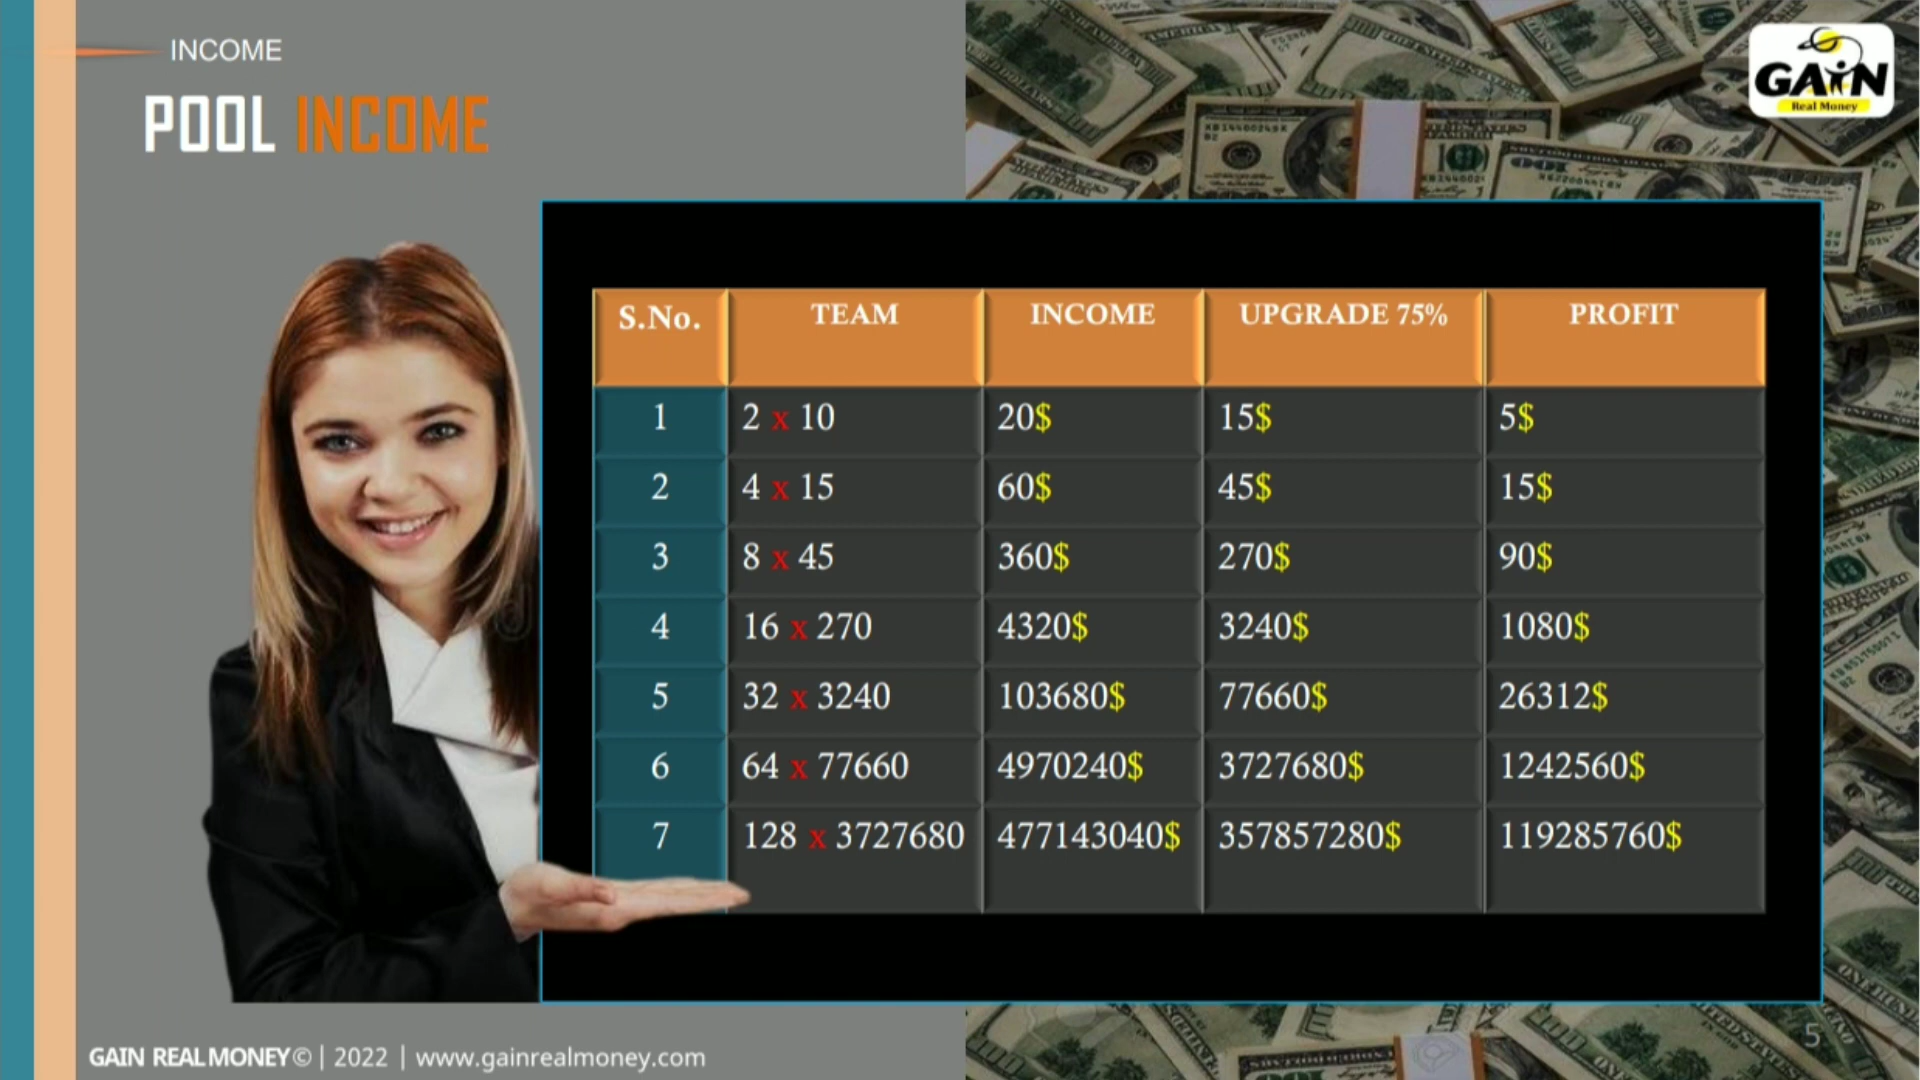 INCOME
POOL INCOME
GAiN
Real Money
S.No. TEAM INCOME UPGRADE 75% PROFIT
1 2 x 10 20$ 15$ 5$
2 4 x 15 60$ 45$ 15$
3 8 x 45 360$ 270$ 90$
4 16 x 270 4320$ 3240$ 1080$
5 32 x 3240 103680$ 77660$ 26312$
6 64 x 77660 4970240$ 3727680$ 1242560$
7 128 x 3727680 477143040$ 357857280$ 119285760$
GAIN REAL MONEY© | 2022 | www.gainrealmoney.com
5